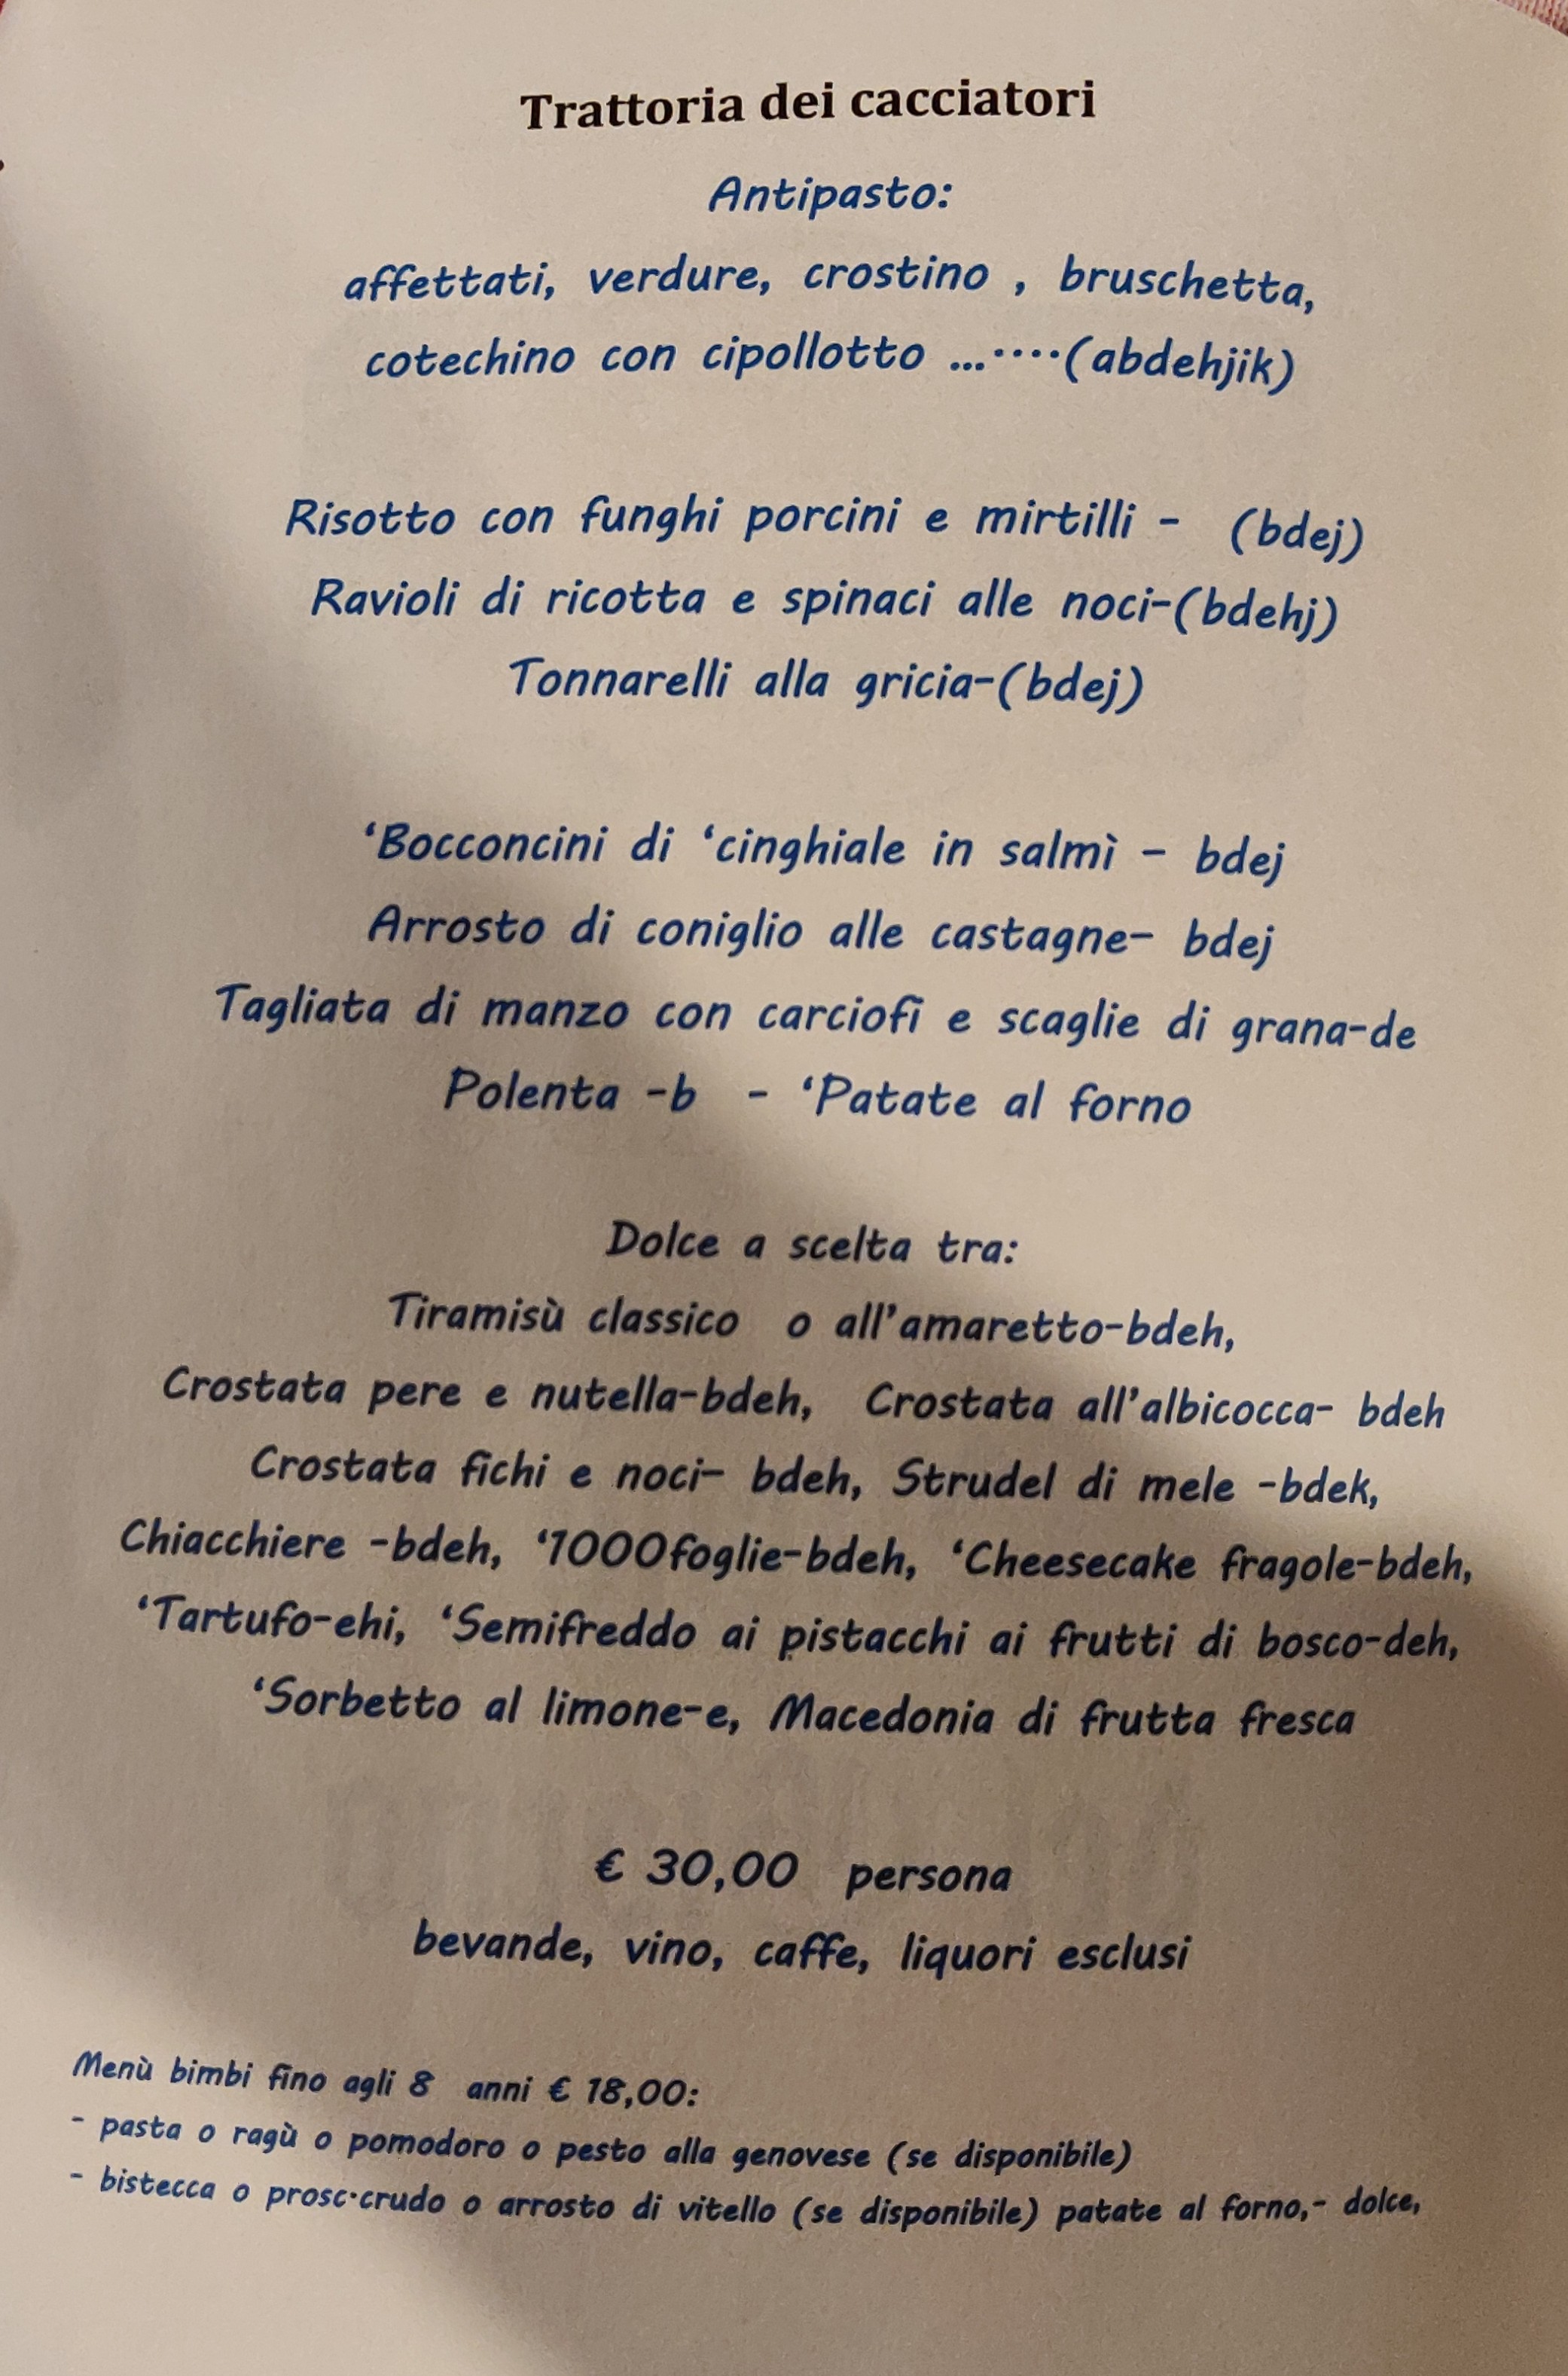 Trattoria dei cacciatori
Antipasto:
affettati, verdure, crostino , bruschetta,
cotechino con cipollotto ...····(abdehjik)
Risotto con funghi porcini e mirtilli - (bdej)
Ravioli di ricotta e spinaci alle noci-(bdehj)
Tonnarelli alla gricia-(bdej)
‘Bocconcini di ‘cinghiale in salmì - bdej
Arrosto di coniglio alle castagne- bdej
Tagliata di manzo con carciofi e scaglie di grana-de
Polenta -b - ‘Patate al forno
Dolce a scelta tra:
Tiramisù classico o all’amaretto-bdeh,
Crostata pere e nutella-bdeh, Crostata all’albicocca- bdeh
Crostata fichi e noci- bdeh, Strudel di mele -bdek,
Chiacchiere -bdeh, ‘1000foglie-bdeh, ‘Cheesecake fragole-bdeh,
‘Tartufo-ehi, ‘Semifreddo ai pistacchi ai frutti di bosco-deh,
‘Sorbetto al limone-e, Macedonia di frutta fresca
€ 30,00 persona
bevande, vino, caffe, liquori esclusi
Menù bimbi fino agli 8 anni € 18,00:
- pasta o ragù o pomodoro o pesto alla genovese (se disponibile)
- bistecca o prosc·crudo o arrosto di vitello (se disponibile) patate al forno,- dolce,